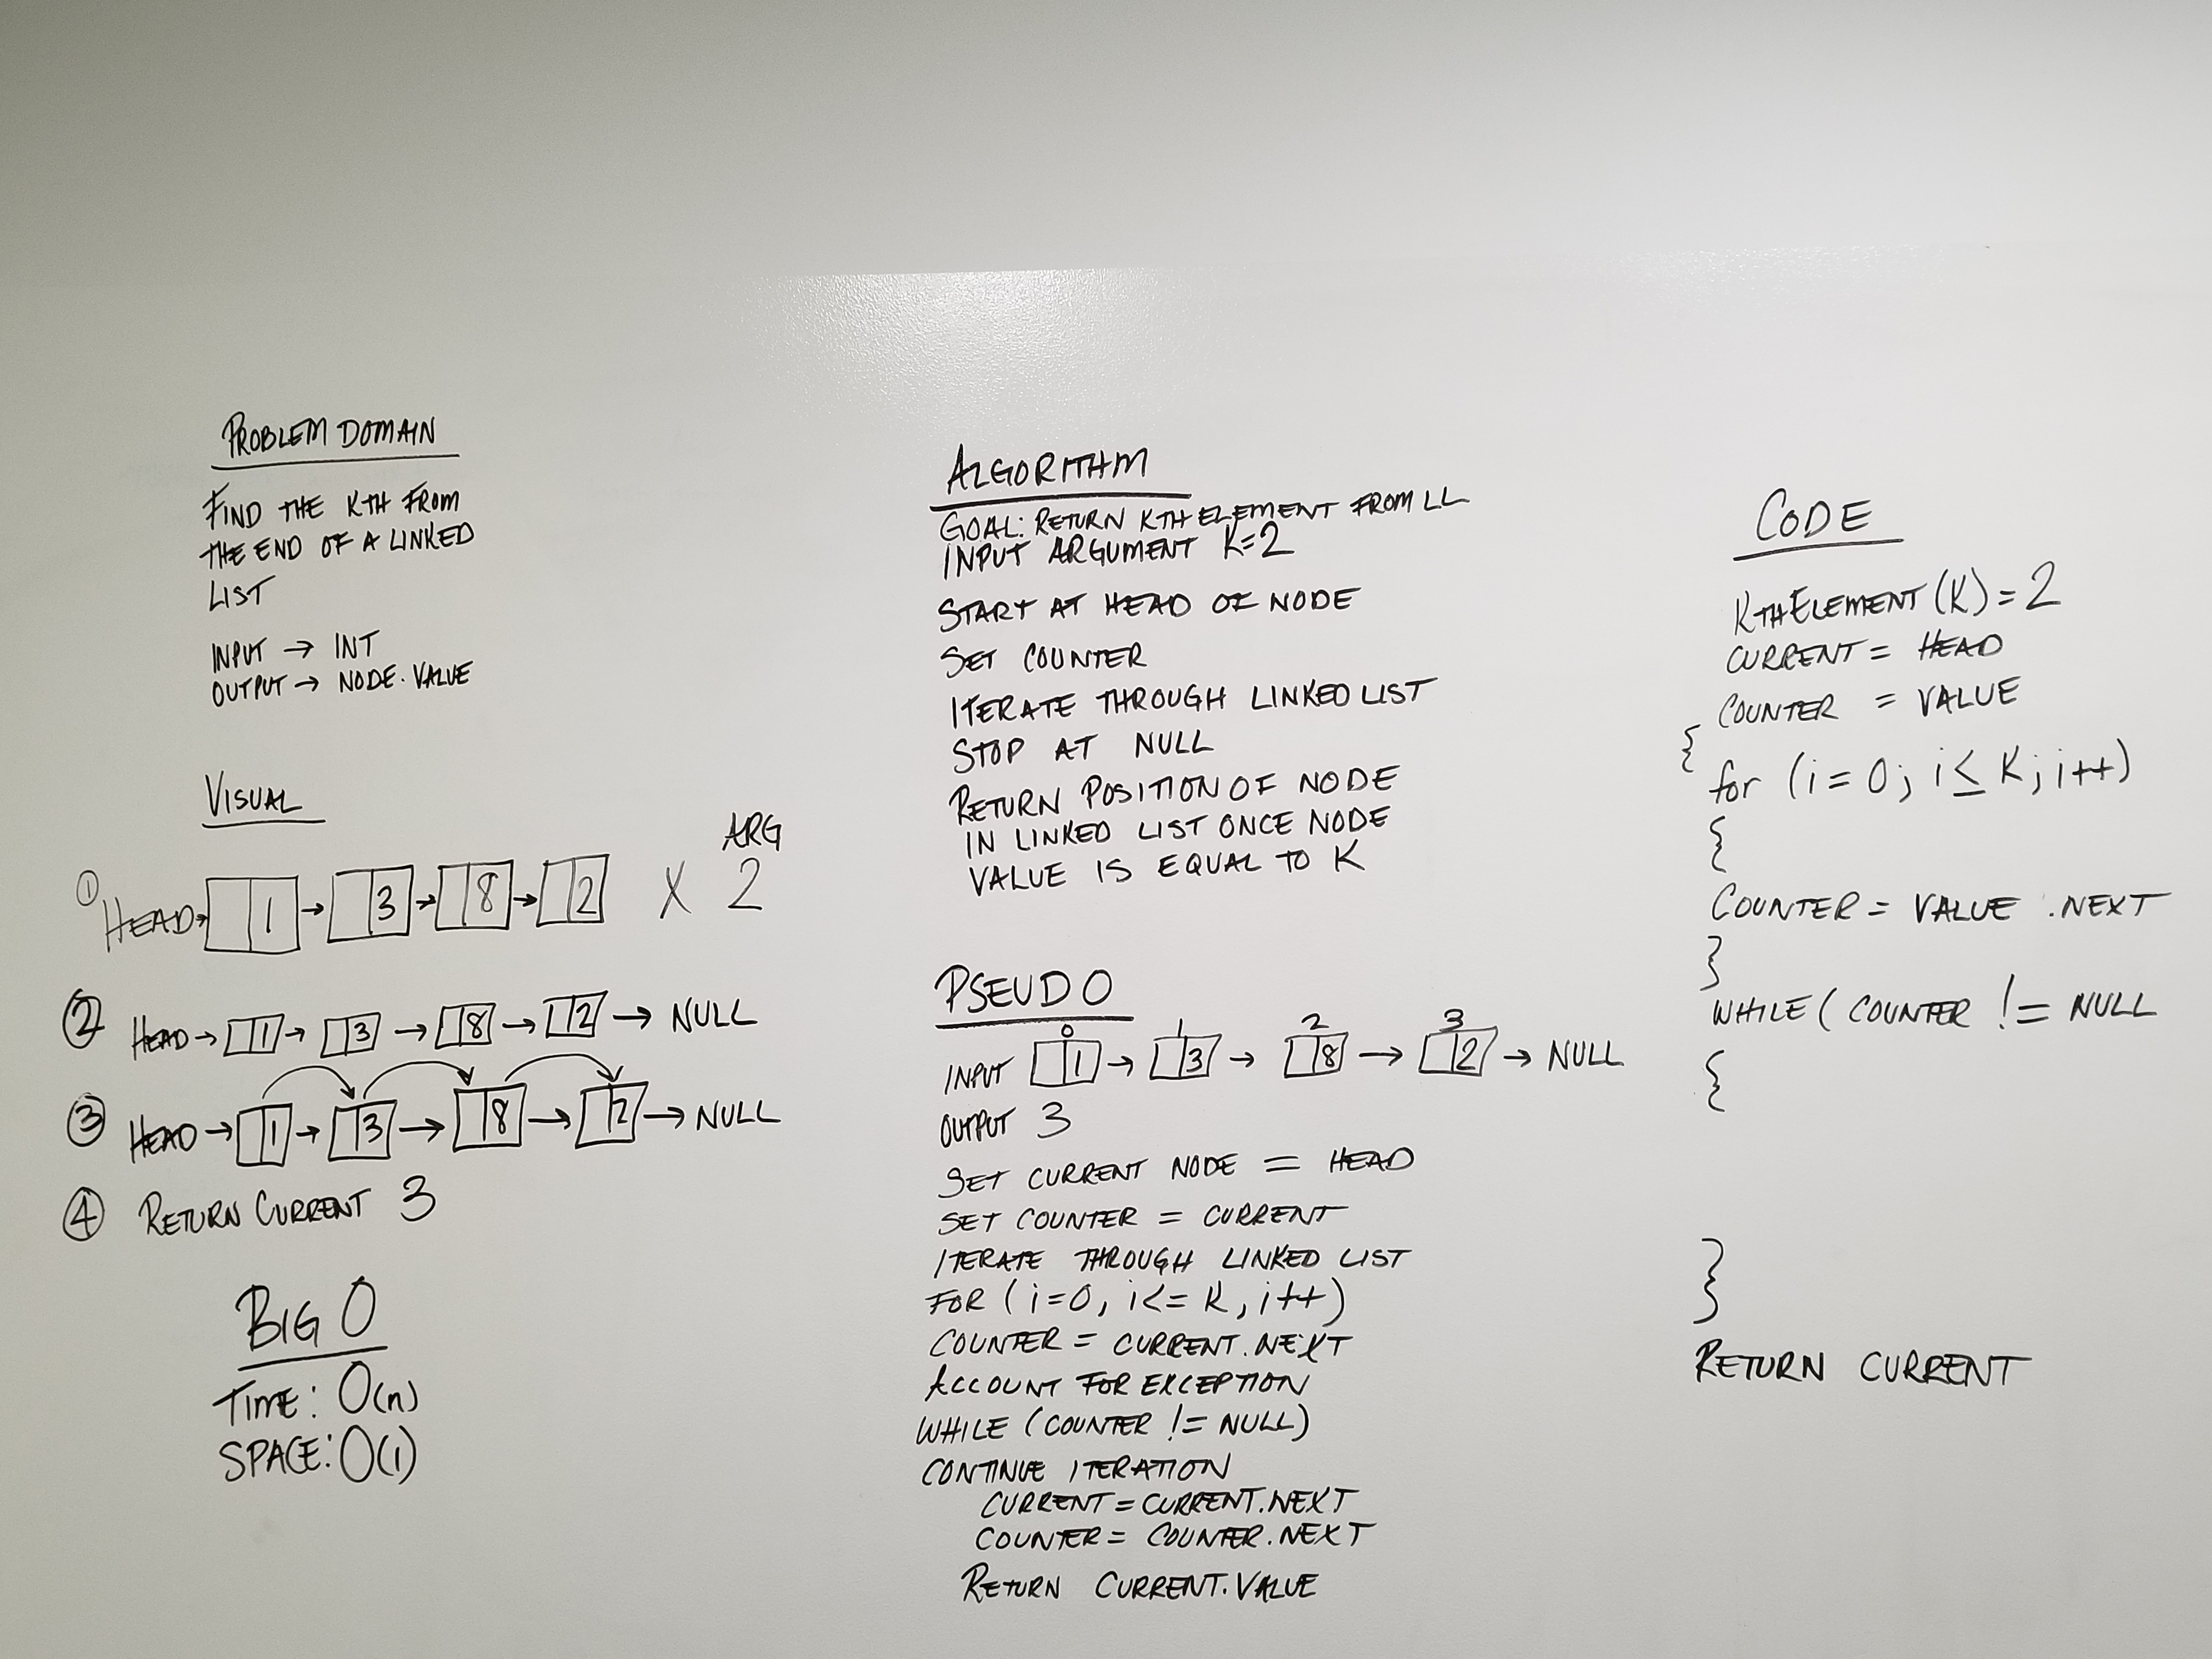 PROBLEM DOMAIN
FIND THE KTH FROM
THE END OF A LINKED
LIST
INPUT → INT
OUTPUT → NODE.VALUE
VISUAL
ARG
① HEAD→ 1 → 3 → 8 → 2 X 2
② HEAD → 1 → 3 → 8 → 2 → NULL
③ HEAD → 1 → 3 → 8 → 2 → NULL
④ RETURN CURRENT 3
BIG O
TIME: O(n)
SPACE: O(1)
ALGORITHM
GOAL: RETURN KTH ELEMENT FROM LL
INPUT ARGUMENT K=2
START AT HEAD OF NODE
SET COUNTER
ITERATE THROUGH LINKED LIST
STOP AT NULL
RETURN POSITION OF NODE
IN LINKED LIST ONCE NODE
VALUE IS EQUAL TO K
PSEUDO
0 1 2 3
INPUT 1 → 3 → 8 → 2 → NULL
OUTPUT 3
SET CURRENT NODE = HEAD
SET COUNTER = CURRENT
ITERATE THROUGH LINKED LIST
FOR (i=0, i<= K, i++)
COUNTER = CURRENT.NEXT
ACCOUNT FOR EXCEPTION
WHILE (COUNTER != NULL)
CONTINUE ITERATION
CURRENT = CURRENT.NEXT
COUNTER = COUNTER.NEXT
RETURN CURRENT.VALUE
CODE
KTHELEMENT (K) = 2
CURRENT = HEAD
COUNTER = VALUE
{
for (i = 0; i ≤ K; i++)
{
COUNTER = VALUE .NEXT
}
WHILE ( COUNTER != NULL
{
}
RETURN CURRENT